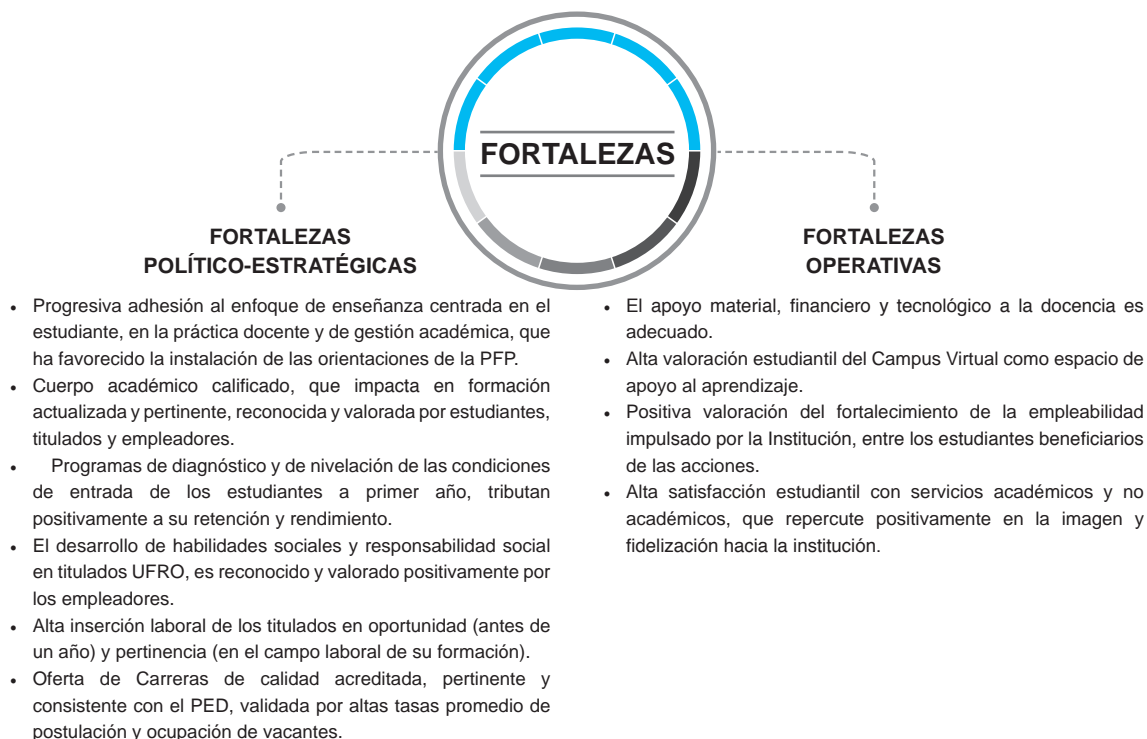 FORTALEZAS
FORTALEZAS
POLÍTICO-ESTRATÉGICAS
• Progresiva adhesión al enfoque de enseñanza centrada en el
estudiante, en la práctica docente y de gestión académica, que
ha favorecido la instalación de las orientaciones de la PFP.
• Cuerpo académico calificado, que impacta en formación
actualizada y pertinente, reconocida y valorada por estudiantes,
titulados y empleadores.
• Programas de diagnóstico y de nivelación de las condiciones
de entrada de los estudiantes a primer año, tributan
positivamente a su retención y rendimiento.
• El desarrollo de habilidades sociales y responsabilidad social
en titulados UFRO, es reconocido y valorado positivamente por
los empleadores.
• Alta inserción laboral de los titulados en oportunidad (antes de
un año) y pertinencia (en el campo laboral de su formación).
• Oferta de Carreras de calidad acreditada, pertinente y
consistente con el PED, validada por altas tasas promedio de
postulación y ocupación de vacantes.
FORTALEZAS
OPERATIVAS
• El apoyo material, financiero y tecnológico a la docencia es
adecuado.
• Alta valoración estudiantil del Campus Virtual como espacio de
apoyo al aprendizaje.
• Positiva valoración del fortalecimiento de la empleabilidad
impulsado por la Institución, entre los estudiantes beneficiarios
de las acciones.
• Alta satisfacción estudiantil con servicios académicos y no
académicos, que repercute positivamente en la imagen y
fidelización hacia la institución.